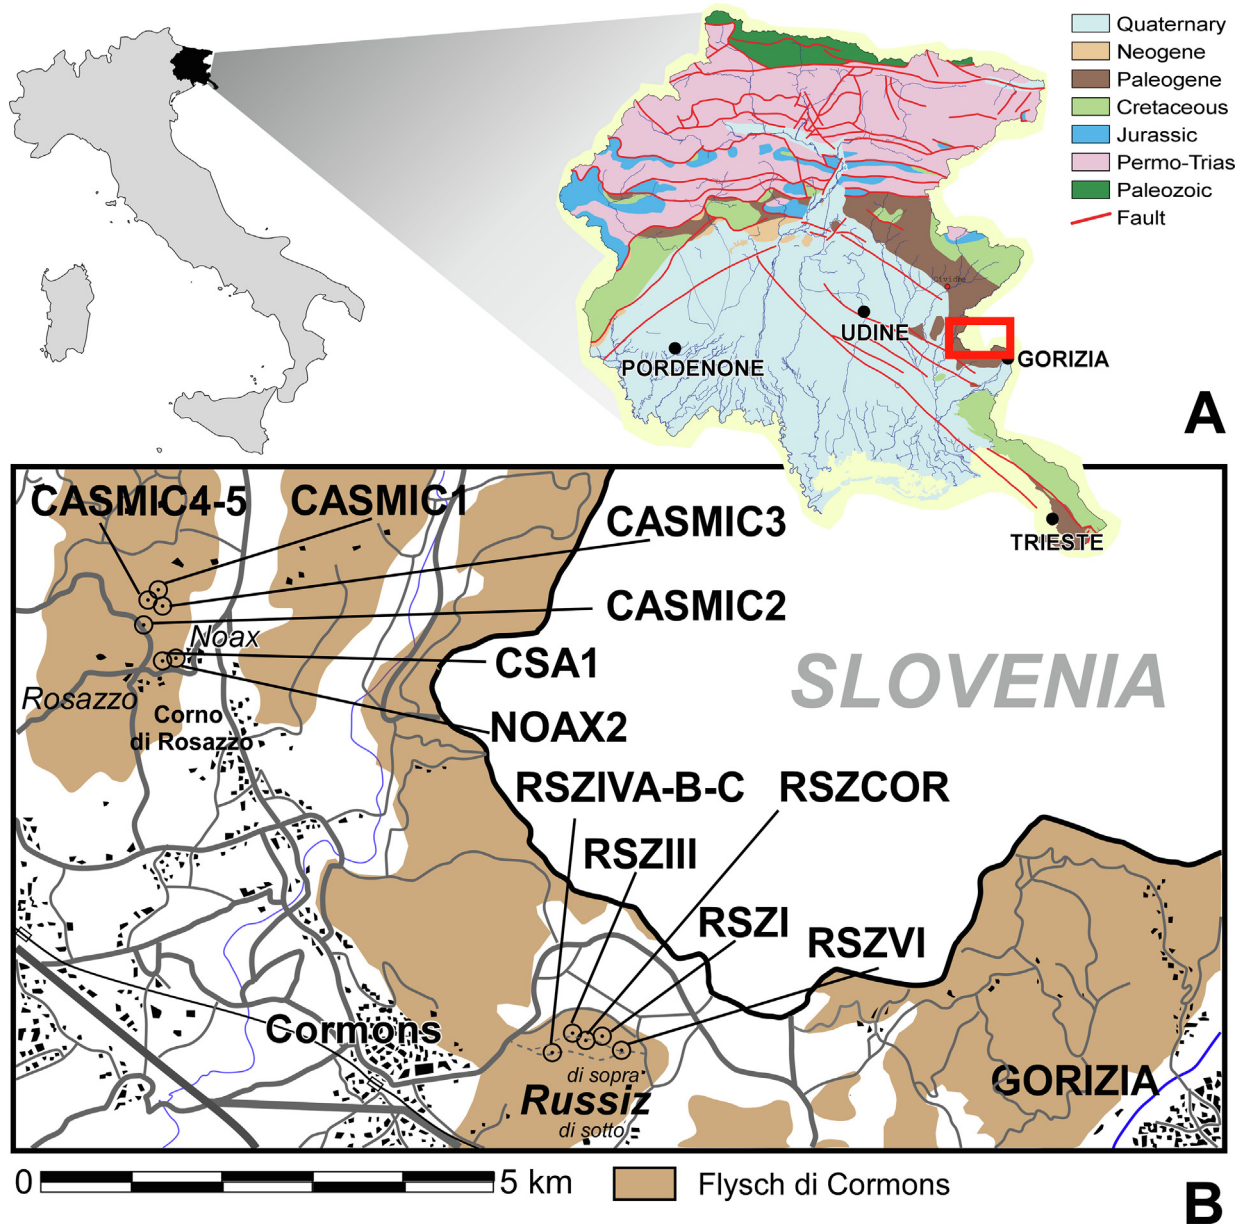 Quaternary
Neogene
Paleogene
Cretaceous
Jurassic
Permo-Trias
Paleozoic
Fault
UDINE
PORDENONE
GORIZIA
TRIESTE
A
CASMIC4-5
CASMIC1
CASMIC3
CASMIC2
Noax
CSA1
Rosazzo
NOAX2
Corno
di Rosazzo
SLOVENIA
RSZIVA-B-C
RSZCOR
RSZIII
RSZI
RSZVI
Cormons
di sopra
Russiz
di sotto
GORIZIA
0
5 km
Flysch di Cormons
B